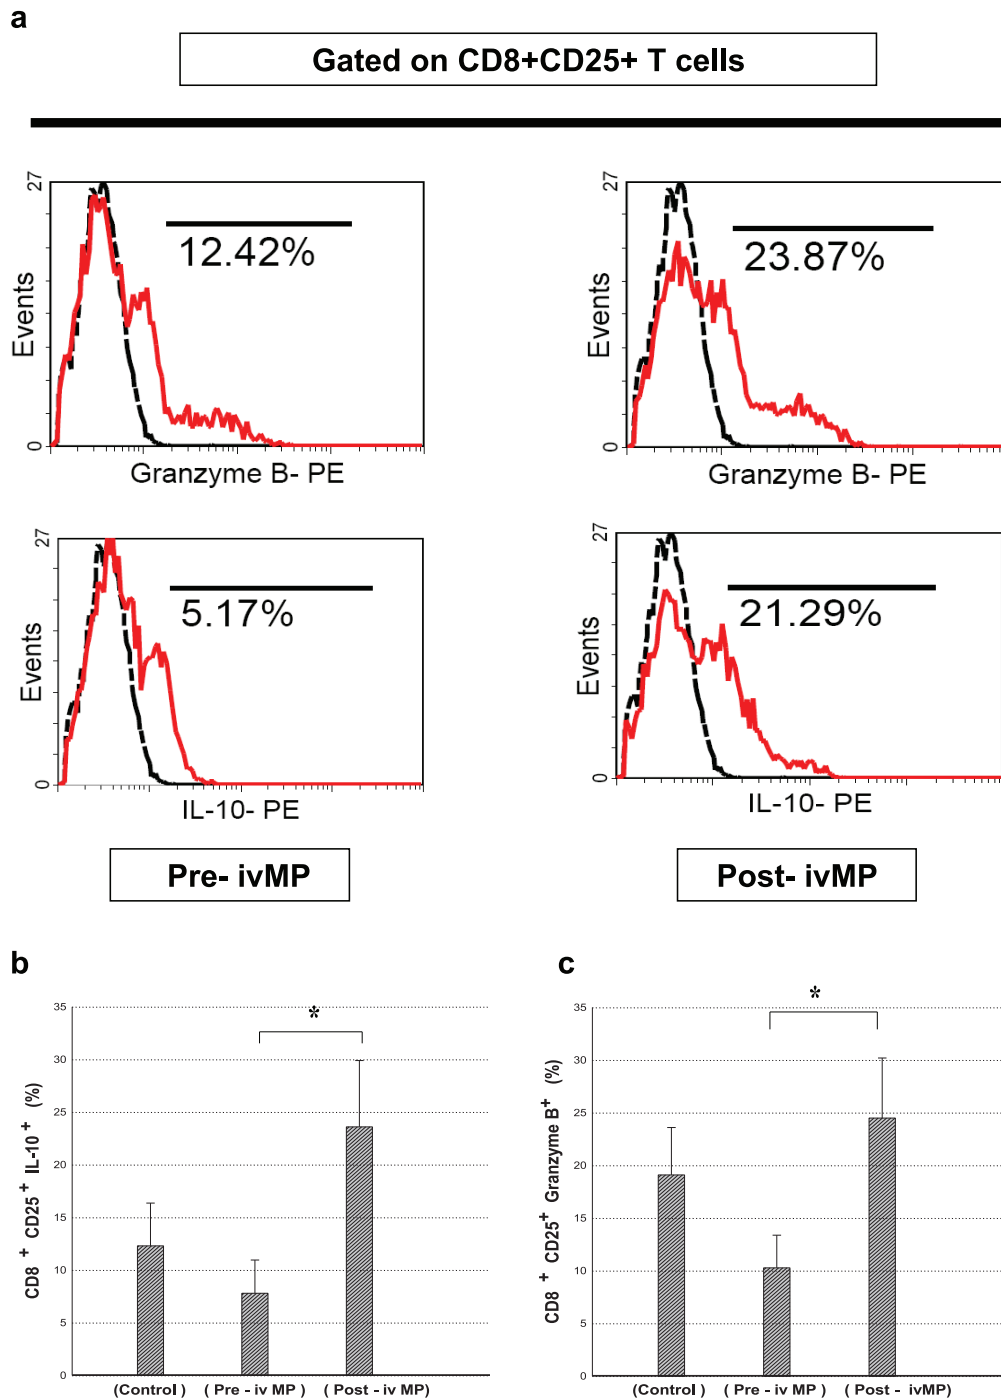 a
Gated on CD8+CD25+ T cells
27
12.42%
Events
0
Granzyme B- PE
27
23.87%
Events
0
Granzyme B- PE
27
5.17%
Events
0
IL-10- PE
27
21.29%
Events
0
IL-10- PE
Pre- ivMP
Post- ivMP
b
35
30
25
20
15
10
5
0
CD8 + CD25 + IL-10 + (%)
*
(Control )
( Pre - iv MP )
( Post - iv MP)
c
35
30
25
20
15
10
5
0
CD8 + CD25+ Granzyme B+ (%)
*
(Control )
( Pre - iv MP )
( Post - ivMP)